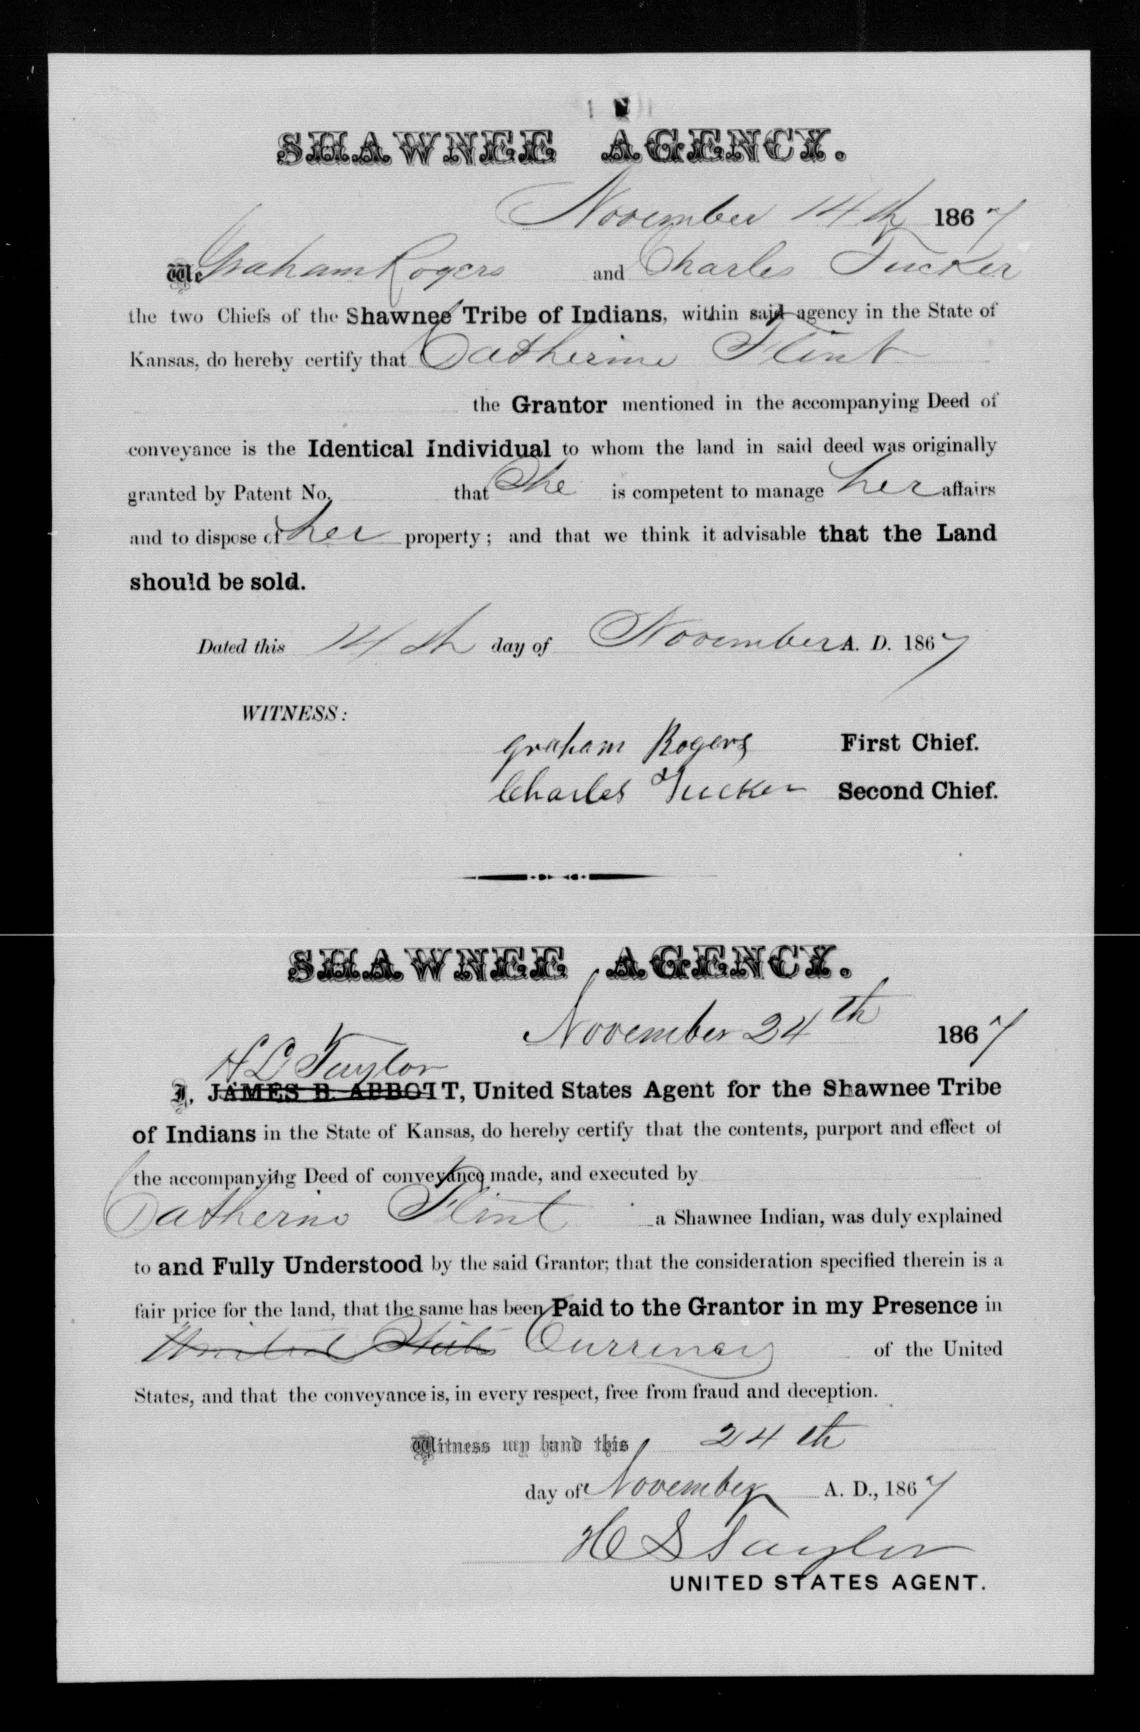 SHAWNEE AGENCY.
November 14th 1867
We Graham Rogers and Charles Tucker
the two Chiefs of the Shawnee Tribe of Indians, within said agency in the State of
Kansas, do hereby certify that Catherine Flint
the Grantor mentioned in the accompanying Deed of
conveyance is the Identical Individual to whom the land in said deed was originally
granted by Patent No. that She is competent to manage her affairs
and to dispose of her property; and that we think it advisable that the Land
should be sold.
Dated this 14th day of November A. D. 1867
WITNESS:
Graham Rogers First Chief.
Charles Tucker Second Chief.
SHAWNEE AGENCY.
November 24th 1867
H L Taylor
I, JAMES B. ABBOTT, United States Agent for the Shawnee Tribe
of Indians in the State of Kansas, do hereby certify that the contents, purport and effect of
the accompanying Deed of conveyance made, and executed by
Catherine Flint a Shawnee Indian, was duly explained
to and Fully Understood by the said Grantor; that the consideration specified therein is a
fair price for the land, that the same has been Paid to the Grantor in my Presence in
United States Currency of the United
States, and that the conveyance is, in every respect, free from fraud and deception.
Witness my hand this 24th
day of November A. D., 1867
H L Taylor
UNITED STATES AGENT.